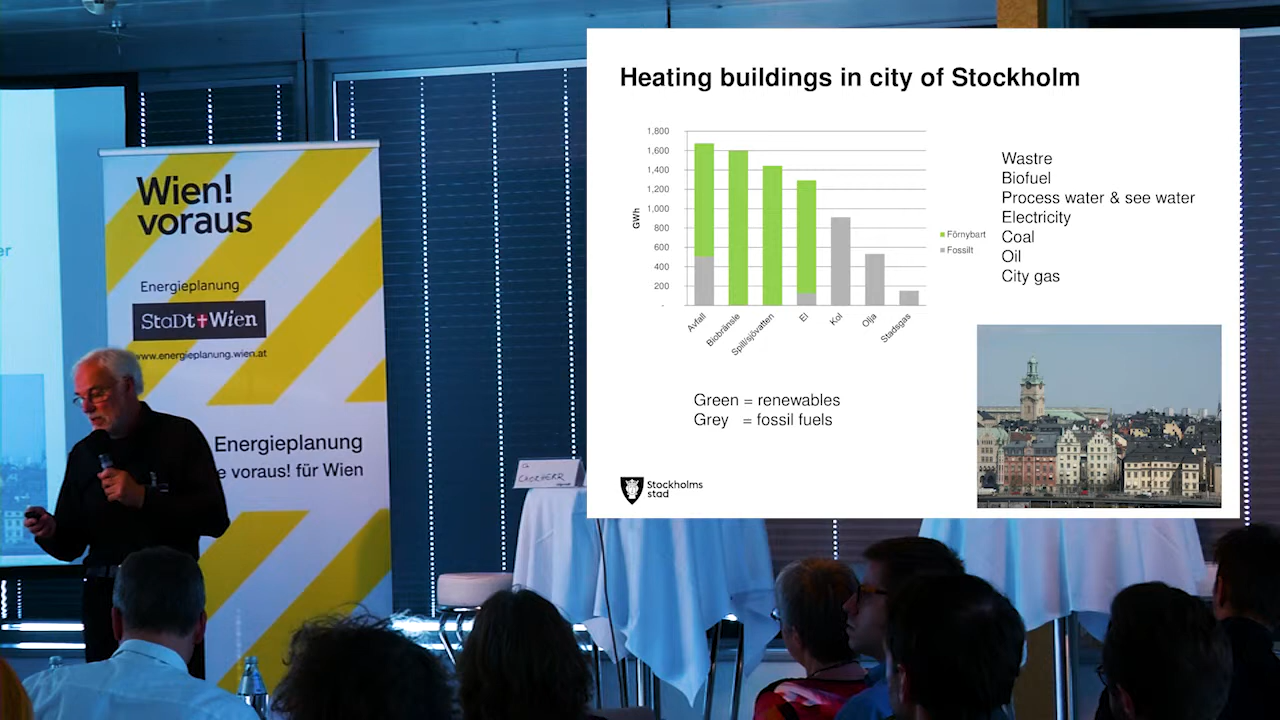 Heating buildings in city of Stockholm
1,800
1,600
1,400
1,200
1,000
800
600
400
200
-
GWh
Avfall
Biobränsle
Spill/sjövatten
El
Kol
Olja
Stadsgas
Förnybart
Fossilt
Wastre
Biofuel
Process water & see water
Electricity
Coal
Oil
City gas
Green = renewables
Grey = fossil fuels
Stockholms
stad
Wien!
voraus
Energieplanung
StaDt Wien
www.energieplanung.wien.at
Energieplanung
e voraus! für Wien
CHORHERR
er